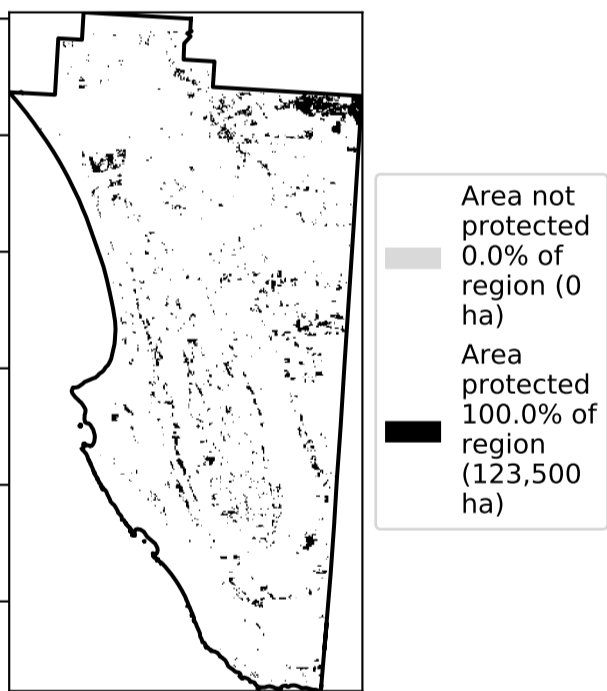 Area not
protected
0.0% of
region (0
ha)
Area
protected
100.0% of
region
(123,500
ha)